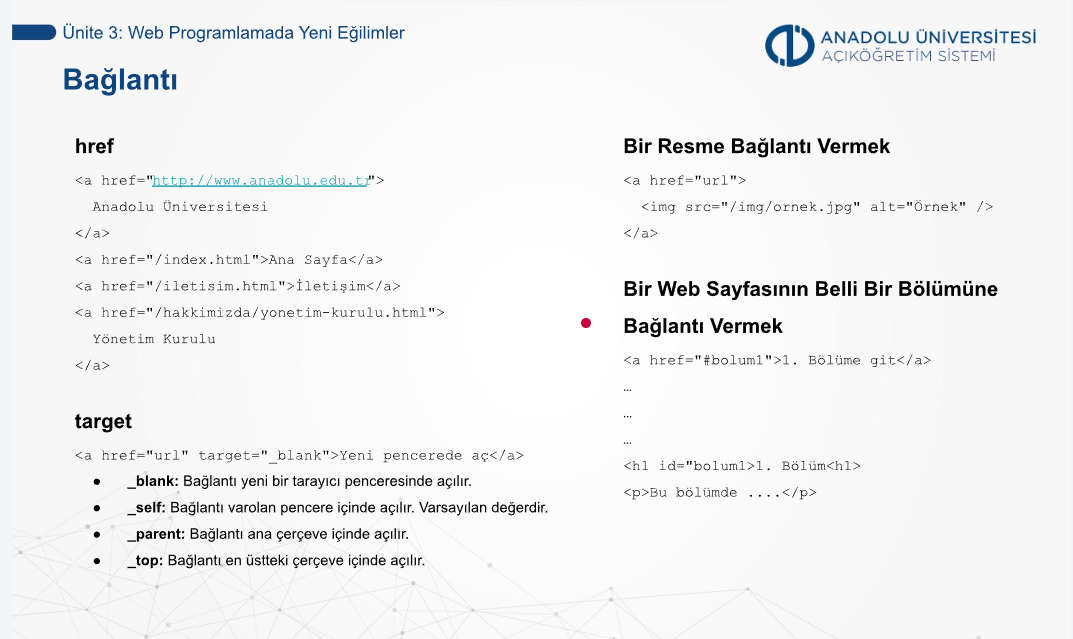 Ünite 3: Web Programlamada Yeni Eğilimler
ANADOLU ÜNİVERSİTESİ
AÇIKÖĞRETİM SİSTEMİ
Bağlantı
href
<a href="http://www.anadolu.edu.tr">
Anadolu Üniversitesi
</a>
<a href="/index.html">Ana Sayfa</a>
<a href="/iletisim.html">İletişim</a>
<a href="/hakkimizda/yonetim-kurulu.html">
Yönetim Kurulu
</a>
target
<a href="url" target="_blank">Yeni pencerede aç</a>
● _blank: Bağlantı yeni bir tarayıcı penceresinde açılır.
● _self: Bağlantı varolan pencere içinde açılır. Varsayılan değerdir.
● _parent: Bağlantı ana çerçeve içinde açılır.
● _top: Bağlantı en üstteki çerçeve içinde açılır.
Bir Resme Bağlantı Vermek
<a href="url">
<img src="/img/ornek.jpg" alt="Örnek" />
</a>
Bir Web Sayfasının Belli Bir Bölümüne
Bağlantı Vermek
<a href="#bolum1">1. Bölüme git</a>
…
…
…
<h1 id="bolum1>1. Bölüm<h1>
<p>Bu bölümde ....</p>